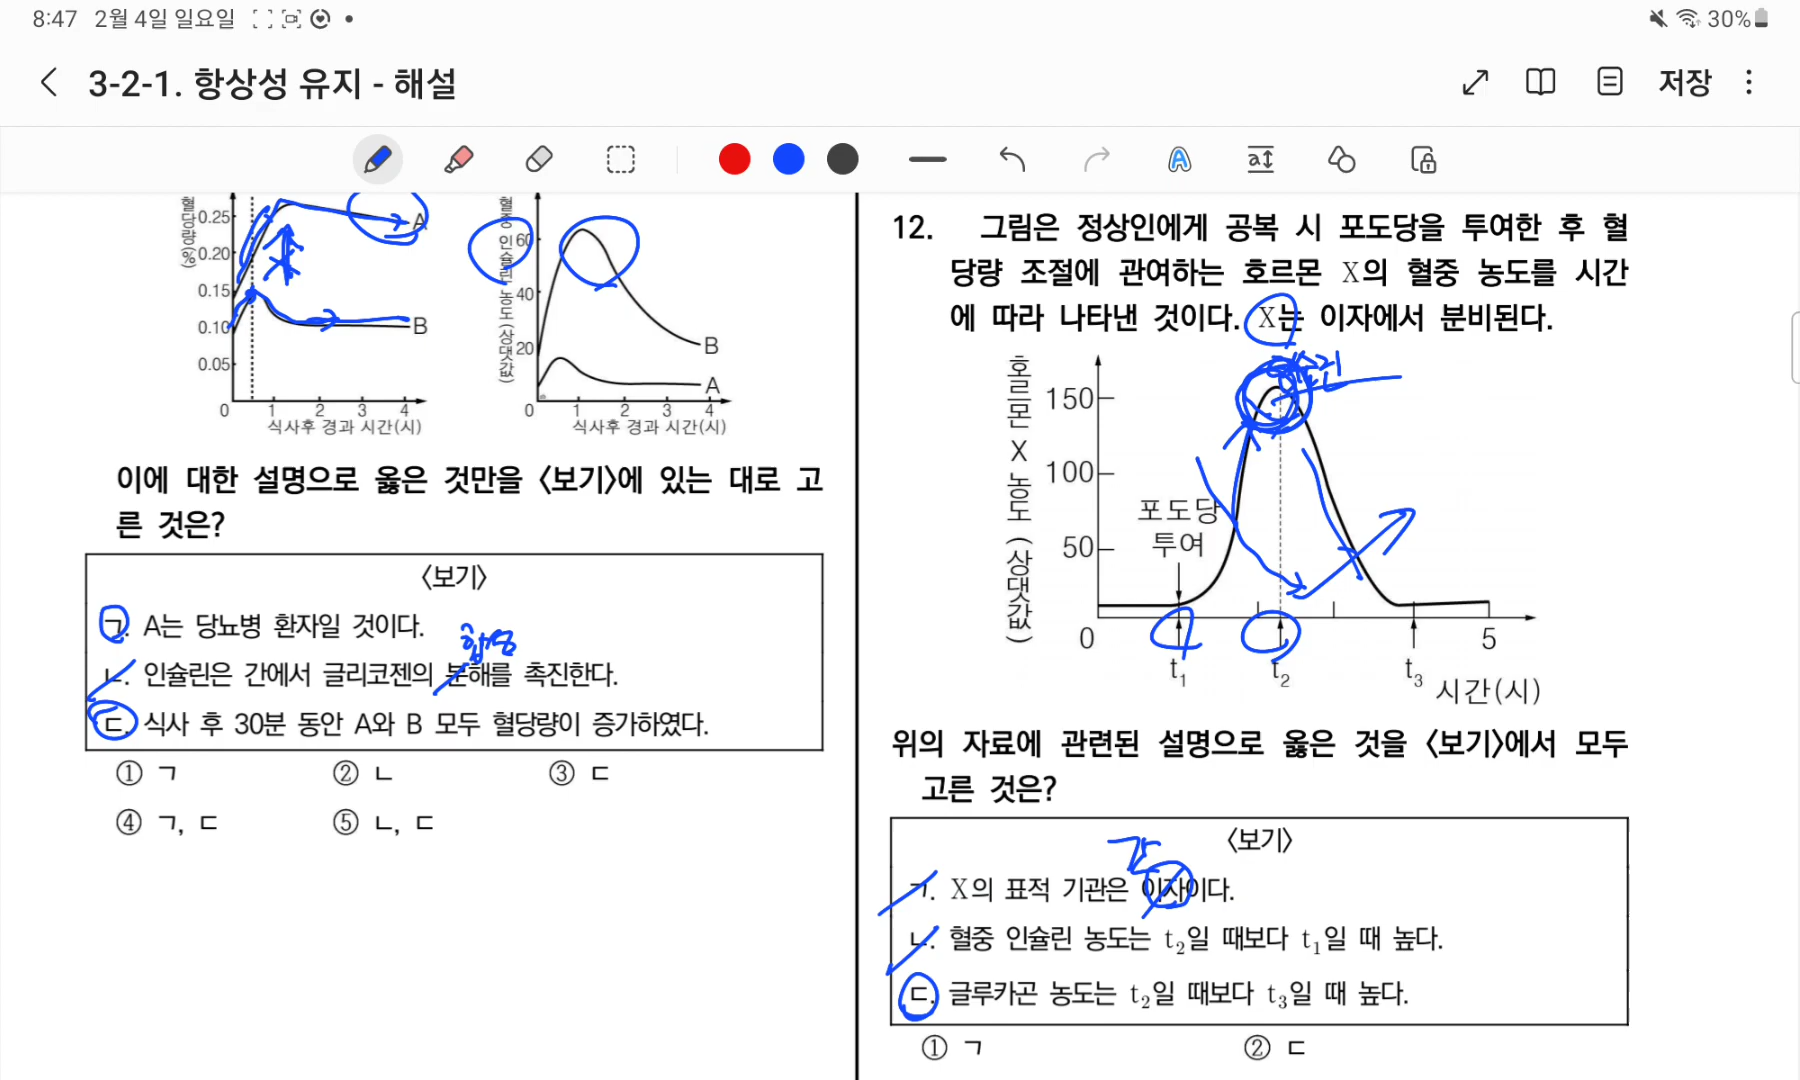 8:47 2월 4일 일요일
30%
3-2-1. 항상성 유지 - 해설
저장
혈당량(%)
0.25
0.20
0.15
0.10
0.05
0 1 2 3 4
A
B
식사후 경과 시간(시)
혈중 인슐린 농도(상댓값)
60
40
20
0 1 2 3 4
B
A
식사후 경과 시간(시)
이에 대한 설명으로 옳은 것만을 〈보기〉에 있는 대로 고
른 것은?
〈보기〉
ㄱ. A는 당뇨병 환자일 것이다.
합성
ㄴ. 인슐린은 간에서 글리코젠의 분해를 촉진한다.
ㄷ. 식사 후 30분 동안 A와 B 모두 혈당량이 증가하였다.
① ㄱ ② ㄴ ③ ㄷ
④ ㄱ, ㄷ ⑤ ㄴ, ㄷ
12. 그림은 정상인에게 공복 시 포도당을 투여한 후 혈
당량 조절에 관여하는 호르몬 X의 혈중 농도를 시간
에 따라 나타낸 것이다. X는 이자에서 분비된다.
호르몬 X 농도(상댓값)
150
100
50
0
포도당
투여
t₁ t₂ t₃
5
시간(시)
위의 자료에 관련된 설명으로 옳은 것을 〈보기〉에서 모두
고른 것은?
〈보기〉
간
ㄱ. X의 표적 기관은 이자이다.
ㄴ. 혈중 인슐린 농도는 t₂일 때보다 t₁일 때 높다.
ㄷ. 글루카곤 농도는 t₂일 때보다 t₃일 때 높다.
① ㄱ ② ㄷ